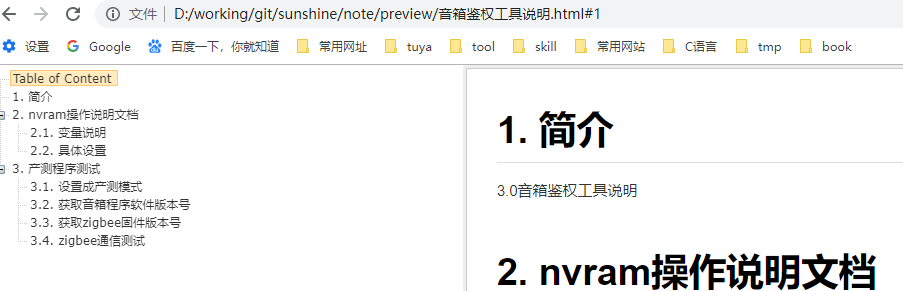 文件 | D:/working/git/sunshine/note/preview/音箱鉴权工具说明.html#1
设置 Google 百度一下，你就知道 常用网址 tuya tool skill 常用网站 C语言 tmp book
Table of Content
1. 简介
2. nvram操作说明文档
2.1. 变量说明
2.2. 具体设置
3. 产测程序测试
3.1. 设置成产测模式
3.2. 获取音箱程序软件版本号
3.3. 获取zigbee固件版本号
3.4. zigbee通信测试
1. 简介
3.0音箱鉴权工具说明
2. nvram操作说明文档